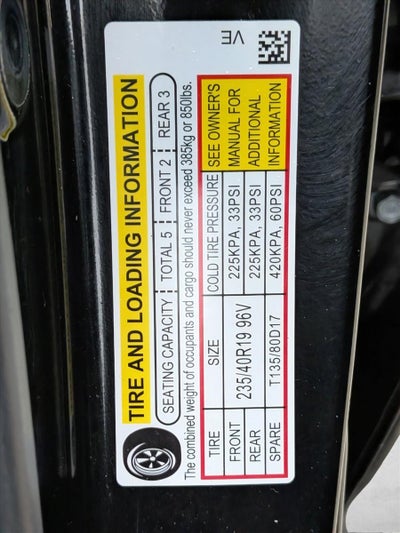 TIRE AND LOADING INFORMATION
SEATING CAPACITY TOTAL 5 FRONT 2 REAR 3
The combined weight of occupants and cargo should never exceed 385kg or 850lbs.
TIRE SIZE COLD TIRE PRESSURE SEE OWNER'S
FRONT 235/40R19 96V 225KPA, 33PSI MANUAL FOR
REAR 225KPA, 33PSI ADDITIONAL
SPARE T135/80D17 420KPA, 60PSI INFORMATION
VE